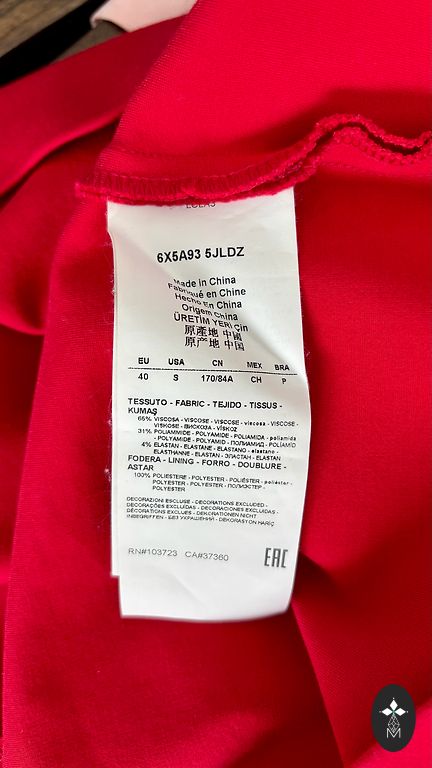 6X5A93 5JLDZ
Made in China
Fabriqué en Chine
Hecho En China
Origem China
ÜRETİM YERİ Çin
原產地 中国
原产地 中国
EU USA CN MEX BRA
40 S 170/84A CH P
TESSUTO - FABRIC - TEJIDO - TISSUS -
KUMAŞ
65% VISCOSA - VISCOSE - VISCOSE - viscosa - VISCOSE -
VISKOSE - ВИСКОЗА - VİSKOZ
31% POLIAMMIDE - POLYAMIDE - POLIAMIDA - poliamida
- POLYAMIDE - POLYAMID - ПОЛИАМИД - POLYAMID
4% ELASTAN - ELASTANE - ELASTANO - elastano -
ELASTHANNE - ELASTAN - ЭЛАСТАН - ELASTAN
FODERA - LINING - FORRO - DOUBLURE -
ASTAR
100% POLIESTERE - POLYESTER - POLIÉSTER - poliéster -
POLYESTER - POLYESTER - ПОЛИЭСТЕР -
POLYESTER
DECORAZIONI ESCLUSE - DECORATIONS EXCLUDED -
DECORAÇÕES EXCLUÍDAS - DECORACIONES EXCLUIDAS -
DÉCORATIONS EXCLUES - DEKORATIONEN NICHT
INBEGRIFFEN - БЕЗ УКРАШЕНИЙ - DEKORASYON HARİÇ
RN#103723 CA#37360 EAC
M